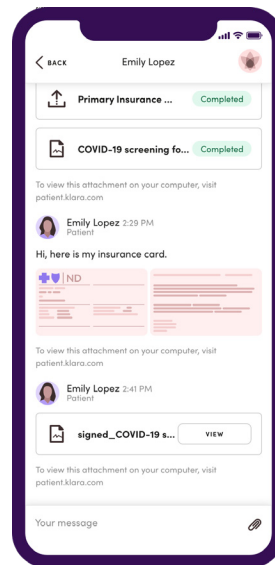 BACK
Emily Lopez
Primary Insurance ...
Completed
COVID-19 screening fo...
Completed
To view this attachment on your computer, visit
patient.klara.com
Emily Lopez 2:29 PM
Patient
Hi, here is my insurance card.
ND
To view this attachment on your computer, visit
patient.klara.com
Emily Lopez 2:41 PM
Patient
signed_COVID-19 s...
VIEW
To view this attachment on your computer, visit
patient.klara.com
Your message